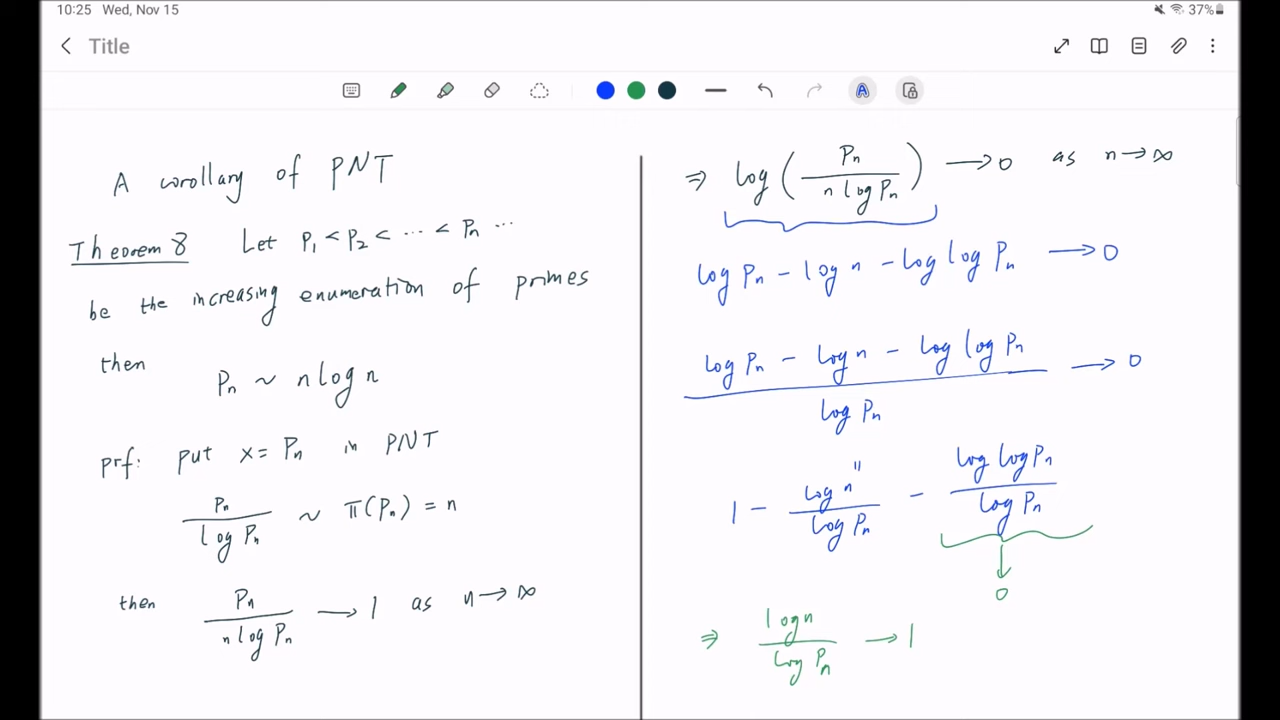 10:25 Wed, Nov 15
37%
Title
A
A corollary of PNT
Theorem 8 Let P₁ < P₂ < ⋯ < Pₙ ⋯
be the increasing enumeration of primes
then
Pₙ ~ n log n
prf: put x = Pₙ in PNT
Pₙ / log Pₙ ~ π(Pₙ) = n
then Pₙ / n log Pₙ → 1 as n → ∞
⇒ log ( Pₙ / n log Pₙ ) → 0 as n → ∞
log Pₙ − log n − log log Pₙ → 0
log Pₙ − log n − log log Pₙ / log Pₙ → 0
"
1 − log n / log Pₙ − log log Pₙ / log Pₙ
↓
0
⇒ log n / log Pₙ → 1